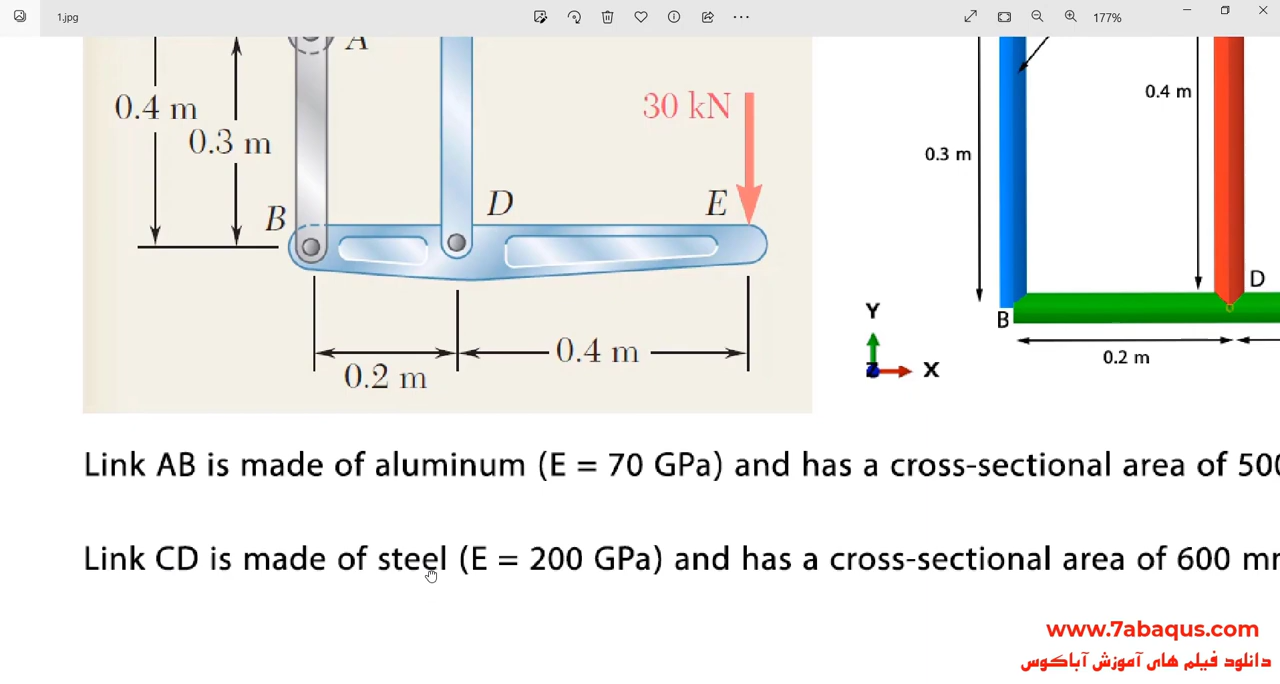 1.jpg
177%
A
0.4 m
0.3 m
30 kN
B
D
E
0.2 m
0.4 m
0.4 m
0.3 m
D
B
Y
X
Z
0.2 m
Link AB is made of aluminum (E = 70 GPa) and has a cross-sectional area of 500
Link CD is made of steel (E = 200 GPa) and has a cross-sectional area of 600 mm
www.7abaqus.com
دانلود فیلم های آموزش آباکوس